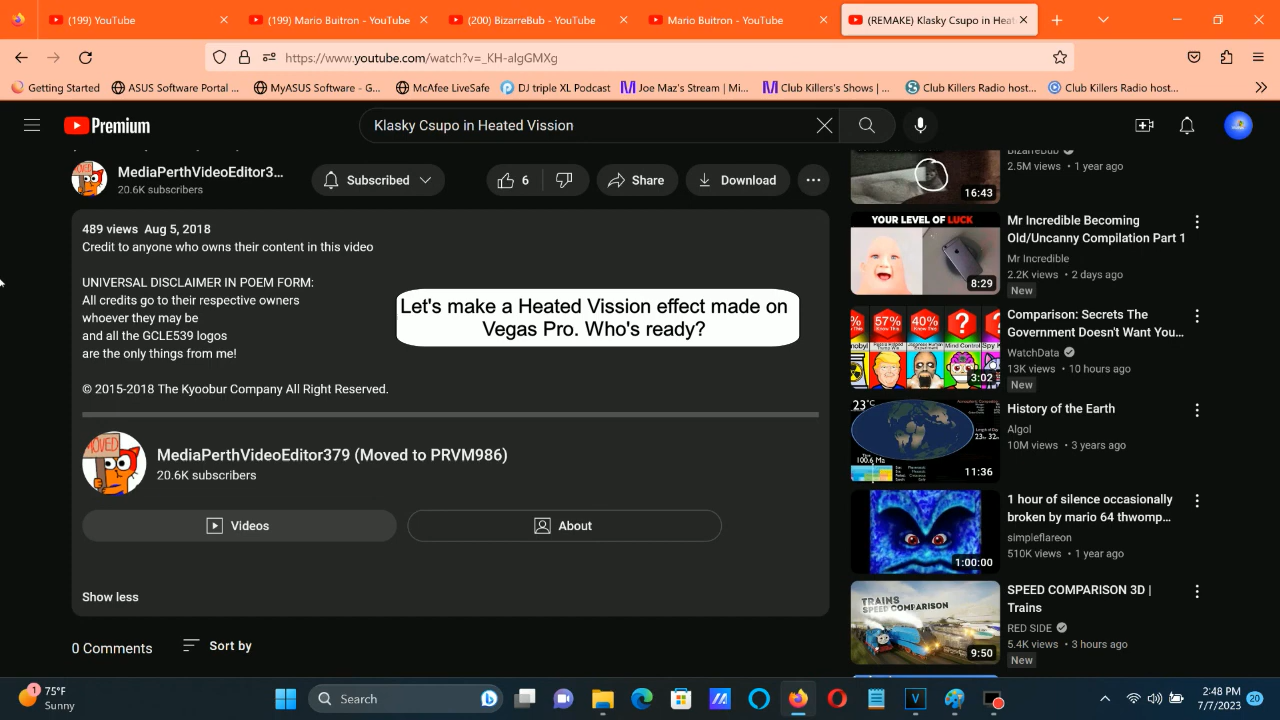 (199) YouTube
(199) Mario Buitron - YouTube
(200) BizarreBub - YouTube
Mario Buitron - YouTube
(REMAKE) Klasky Csupo in Heat
https://www.youtube.com/watch?v=_KH-algGMXg
Getting Started
ASUS Software Portal ...
MyASUS Software - G...
McAfee LiveSafe
DJ triple XL Podcast
Joe Maz's Stream | Mi...
Club Killers's Shows | ...
Club Killers Radio host...
Club Killers Radio host...
Premium
Klasky Csupo in Heated Vission
MOVED
MediaPerthVideoEditor3...
20.6K subscribers
Subscribed
6
Share
Download
489 views Aug 5, 2018
Credit to anyone who owns their content in this video
UNIVERSAL DISCLAIMER IN POEM FORM:
All credits go to their respective owners
whoever they may be
and all the GCLE53J logos
are the only things from me!
© 2015-2018 The Kyoobur Company. All Right Reserved.
Let's make a Heated Vission effect made on
Vegas Pro. Who's ready?
MOVED
MediaPerthVideoEditor379 (Moved to PRVM986)
20.6K subscribers
Videos
About
Show less
0 Comments
Sort by
BizarreBub
2.5M views • 1 year ago
16:43
YOUR LEVEL OF LUCK
8:29
Mr Incredible Becoming
Old/Uncanny Compilation Part 1
Mr Incredible
2.2K views • 2 days ago
New
57%
40%
3:02
Comparison: Secrets The
Government Doesn't Want You...
WatchData
13K views • 10 hours ago
New
23°C
100.6 Ma
11:36
History of the Earth
Algol
10M views • 3 years ago
1:00:00
1 hour of silence occasionally
broken by mario 64 thwomp...
simpleflareon
510K views • 1 year ago
TRAINS
SPEED COMPARISON
9:50
SPEED COMPARISON 3D |
Trains
RED SIDE
5.4K views • 3 hours ago
New
1
75°F
Sunny
Search
2:48 PM
7/7/2023
20